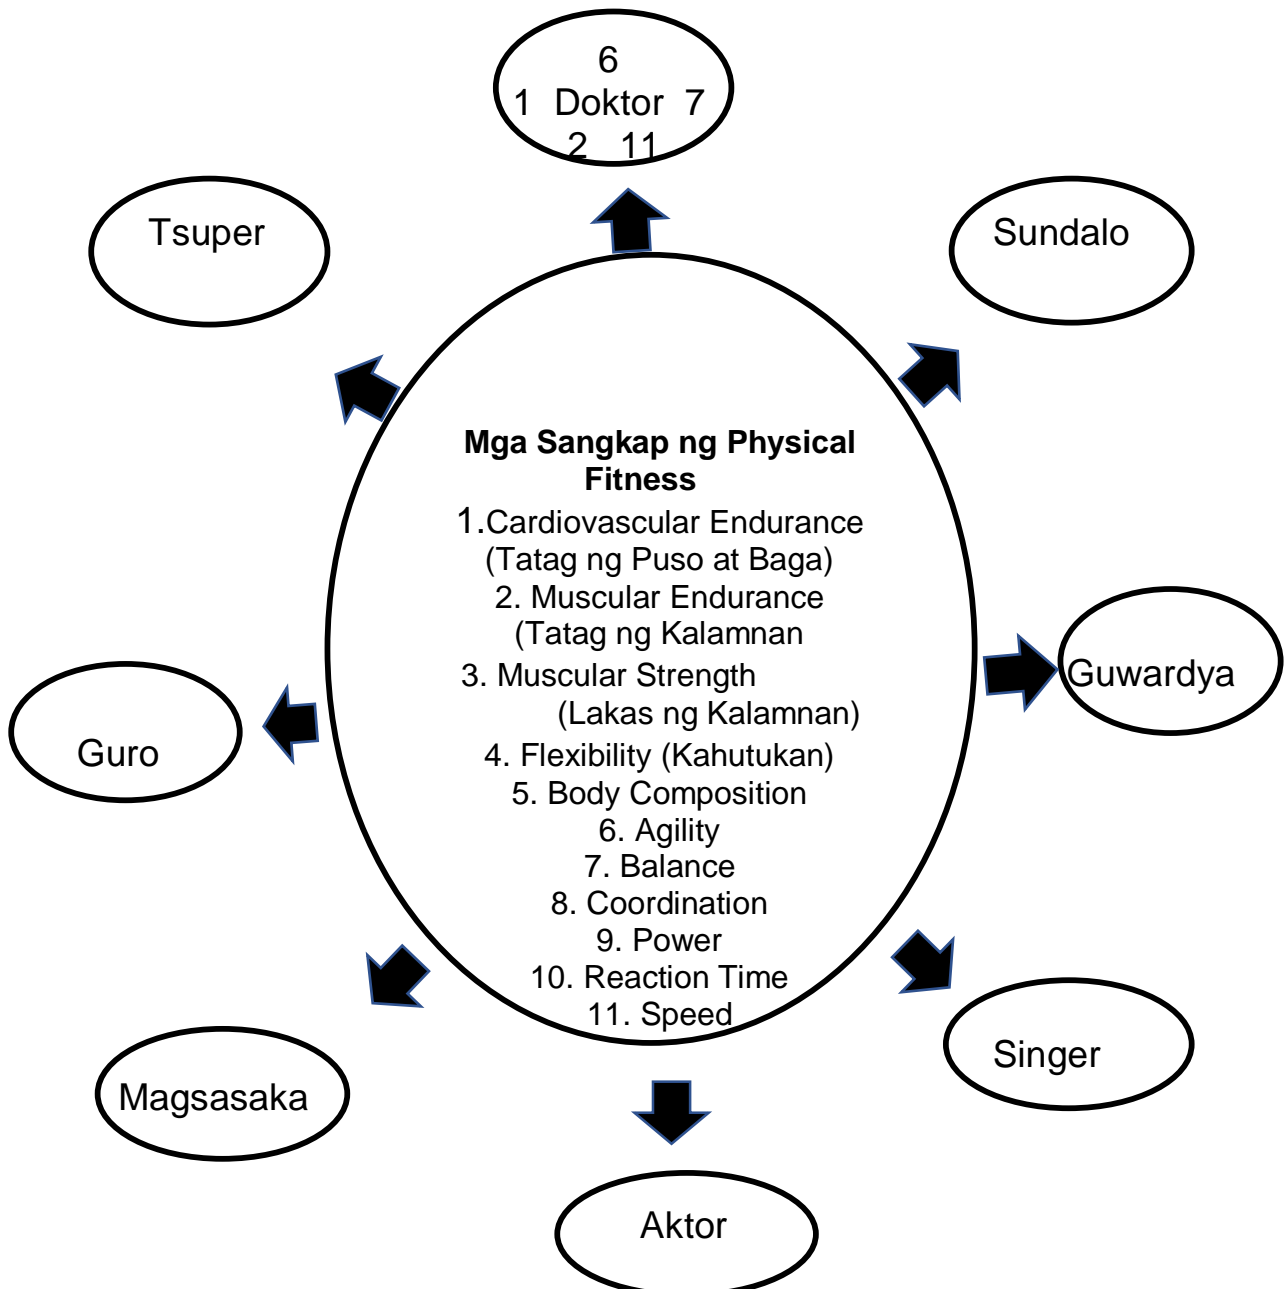 6
1 Doktor 7
2 11
Tsuper
Sundalo
Mga Sangkap ng Physical
Fitness
1.Cardiovascular Endurance
(Tatag ng Puso at Baga)
2. Muscular Endurance
(Tatag ng Kalamnan
3. Muscular Strength
(Lakas ng Kalamnan)
4. Flexibility (Kahutukan)
5. Body Composition
6. Agility
7. Balance
8. Coordination
9. Power
10. Reaction Time
11. Speed
Guwardya
Guro
Singer
Magsasaka
Aktor